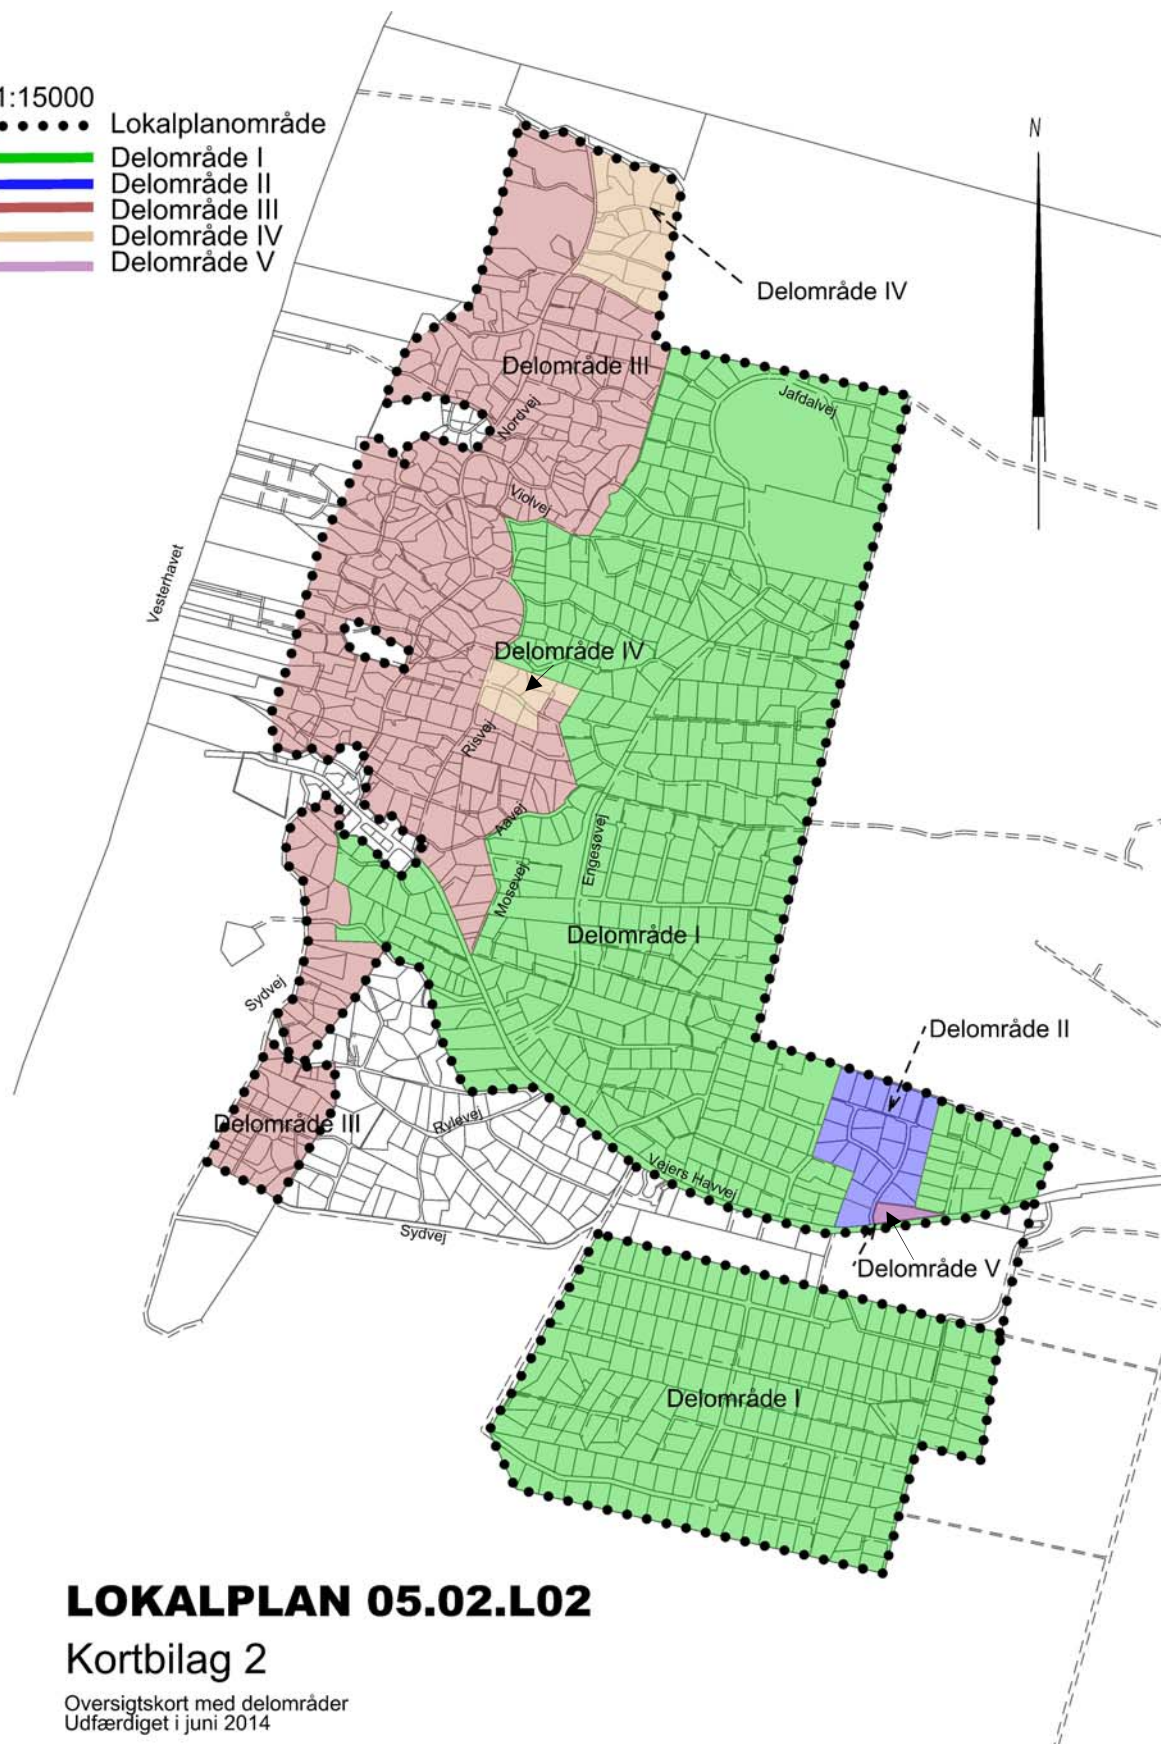 1:15000
Lokalplanområde
Delområde I
Delområde II
Delområde III
Delområde IV
Delområde V
N
Delområde IV
Delområde III
Jafdalvej
Nordvej
Violvej
Vesterhavet
Delområde IV
Risvej
Aavej
Engesøvej
Mosevej
Delområde I
Sydvej
Delområde II
Delområde III
Rylevej
Vejers Havvej
Sydvej
Delområde V
Delområde I
LOKALPLAN 05.02.L02
Kortbilag 2
Oversigtskort med delområder
Udfærdiget i juni 2014